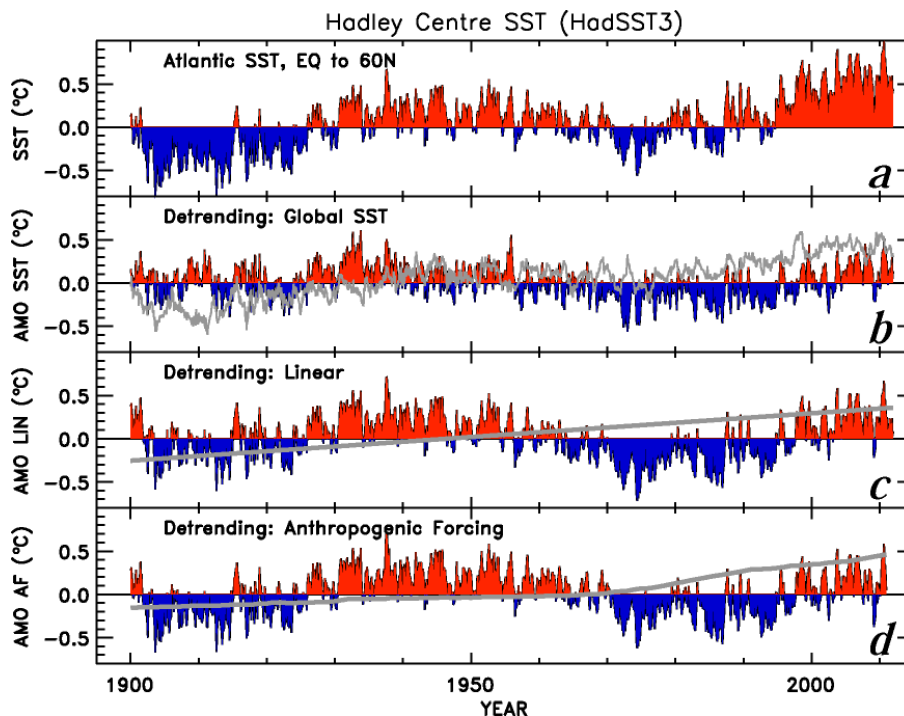 Hadley Centre SST (HadSST3)
Atlantic SST, EQ to 60N
SST (°C)
0.5
0.0
-0.5
a
Detrending: Global SST
AMO SST (°C)
0.5
0.0
-0.5
b
Detrending: Linear
AMO LIN (°C)
0.5
0.0
-0.5
c
Detrending: Anthropogenic Forcing
AMO AF (°C)
0.5
0.0
-0.5
d
1900 1950 2000
YEAR